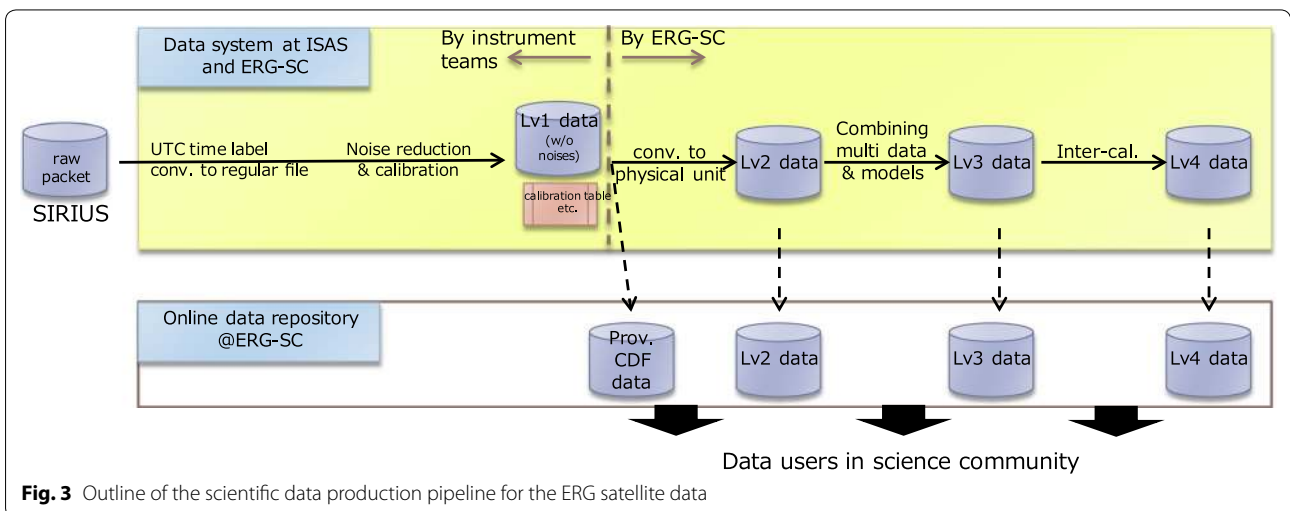 Data system at ISAS
and ERG-SC
By instrument
teams
By ERG-SC
raw
packet
SIRIUS
UTC time label
conv. to regular file
Noise reduction
& calibration
Lv1 data
(w/o
noises)
calibration table
etc.
conv. to
physical unit
Lv2 data
Combining
multi data
& models
Lv3 data
Inter-cal.
Lv4 data
Online data repository
@ERG-SC
Prov.
CDF
data
Lv2 data
Lv3 data
Lv4 data
Data users in science community
Fig. 3 Outline of the scientific data production pipeline for the ERG satellite data